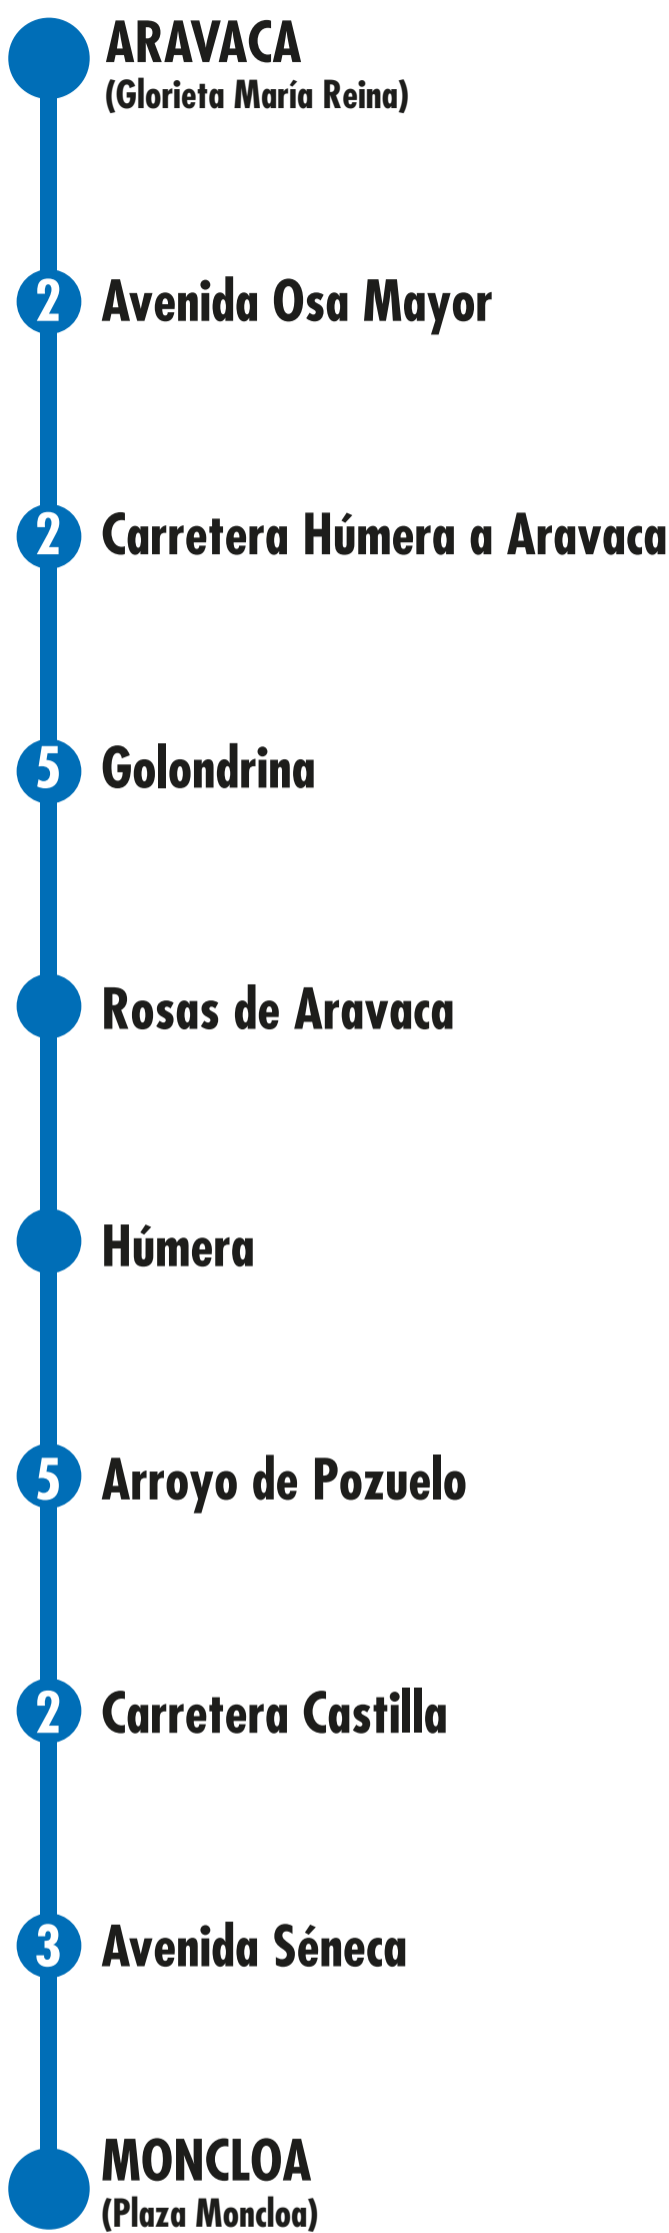 ARAVACA
(Glorieta María Reina)
2 Avenida Osa Mayor
2 Carretera Húmera a Aravaca
5 Golondrina
Rosas de Aravaca
Húmera
5 Arroyo de Pozuelo
2 Carretera Castilla
3 Avenida Séneca
MONCLOA
(Plaza Moncloa)